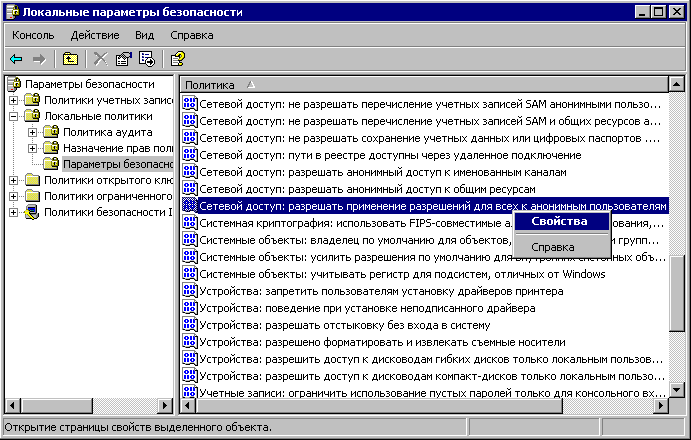 Локальные параметры безопасности
Консоль Действие Вид Справка
Параметры безопасности
Политики учетных записе
Локальные политики
Политика аудита
Назначение прав поль
Параметры безопасно
Политики открытого клю
Политики ограниченного
Политики безопасности I
Политика
Сетевой доступ: не разрешать перечисление учетных записей SAM анонимными пользо...
Сетевой доступ: не разрешать перечисление учетных записей SAM и общих ресурсов а...
Сетевой доступ: не разрешать сохранение учетных данных или цифровых паспортов ....
Сетевой доступ: пути в реестре доступны через удаленное подключение
Сетевой доступ: разрешать анонимный доступ к именованным каналам
Сетевой доступ: разрешать анонимный доступ к общим ресурсам
Сетевой доступ: разрешать применение разрешений для всех к анонимным пользователям
Системная криптография: использовать FIPS-совместимые а ования,...
Системные объекты: владелец по умолчанию для объектов, и групп...
Системные объекты: усилить разрешения по умолчанию для внутренних системных объ...
Системные объекты: учитывать регистр для подсистем, отличных от Windows
Устройства: запретить пользователям установку драйверов принтера
Устройства: поведение при установке неподписанного драйвера
Устройства: разрешать отстыковку без входа в систему
Устройства: разрешено форматировать и извлекать съемные носители
Устройства: разрешить доступ к дисководам гибких дисков только локальным пользов...
Устройства: разрешить доступ к дисководам компакт-дисков только локальным пользо...
Учетные записи: ограничить использование пустых паролей только для консольного вх...
Свойства
Справка
Открытие страницы свойств выделенного объекта.